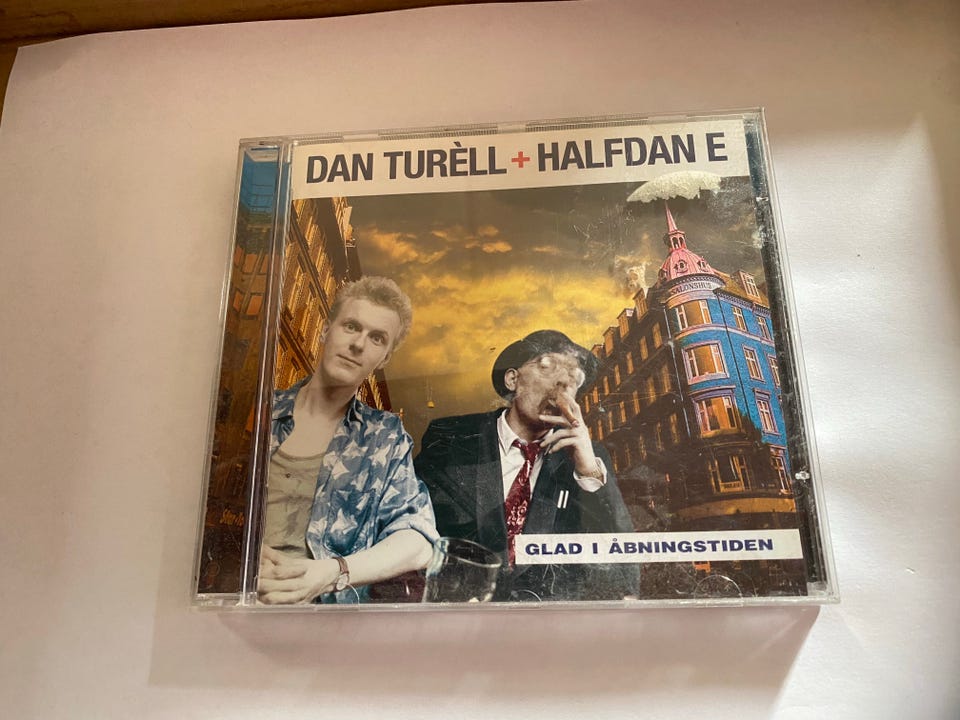 DAN TURÈLL + HALFDAN E
SALONSHUS
GLAD I ÅBNINGSTIDEN